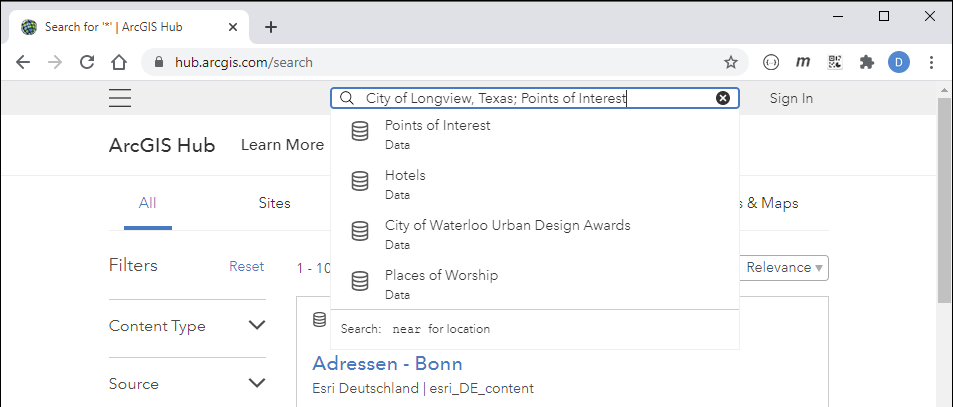 Search for '*' | ArcGIS Hub
hub.arcgis.com/search
m
D
City of Longview, Texas; Points of Interest
Sign In
ArcGIS Hub
Learn More
Points of Interest
Data
Hotels
Data
All
Sites
s & Maps
City of Waterloo Urban Design Awards
Data
Filters
Reset
1 - 10
Relevance
Places of Worship
Data
Content Type
Search: near for location
Adressen - Bonn
Source
Esri Deutschland | esri_DE_content